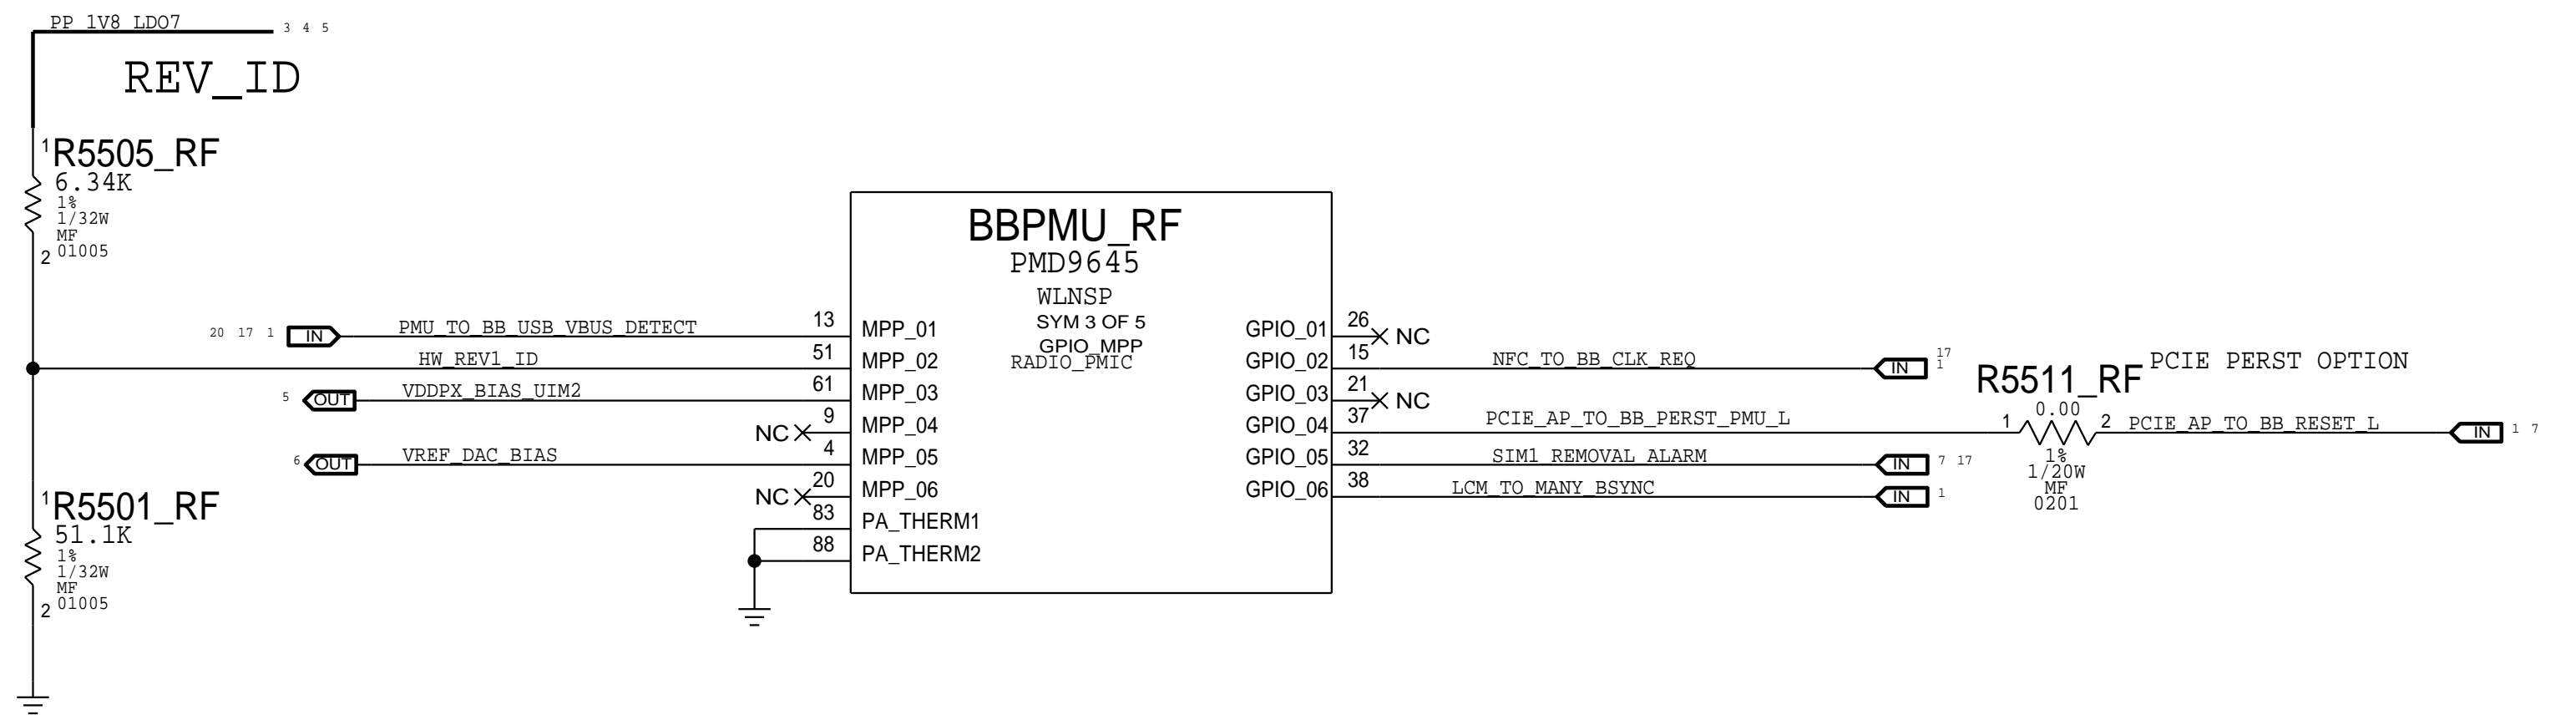 PP_1V8_LDO7 3 4 5
REV_ID
1 R5505_RF
6.34K
1%
1/32W
MF
01005
2
20 17 1 IN PMU_TO_BB_USB_VBUS_DETECT 13 MPP_01
HW_REV1_ID 51 MPP_02
5 OUT VDDPX_BIAS_UIM2 61 MPP_03
NC 9 MPP_04
6 OUT VREF_DAC_BIAS 4 MPP_05
NC 20 MPP_06
83 PA_THERM1
88 PA_THERM2
1 R5501_RF
51.1K
1%
1/32W
MF
01005
2
BBPMU_RF
PMD9645
WLNSP
SYM 3 OF 5
GPIO_MPP
RADIO_PMIC
GPIO_01 26 NC
GPIO_02 15 NFC_TO_BB_CLK_REQ IN 17 1
GPIO_03 21 NC
GPIO_04 37 PCIE_AP_TO_BB_PERST_PMU_L
GPIO_05 32 SIM1_REMOVAL_ALARM IN 7 17
GPIO_06 38 LCM_TO_MANY_BSYNC IN 1
PCIE PERST OPTION
R5511_RF
0.00
1 2 PCIE_AP_TO_BB_RESET_L IN 1 7
1%
1/20W
MF
0201